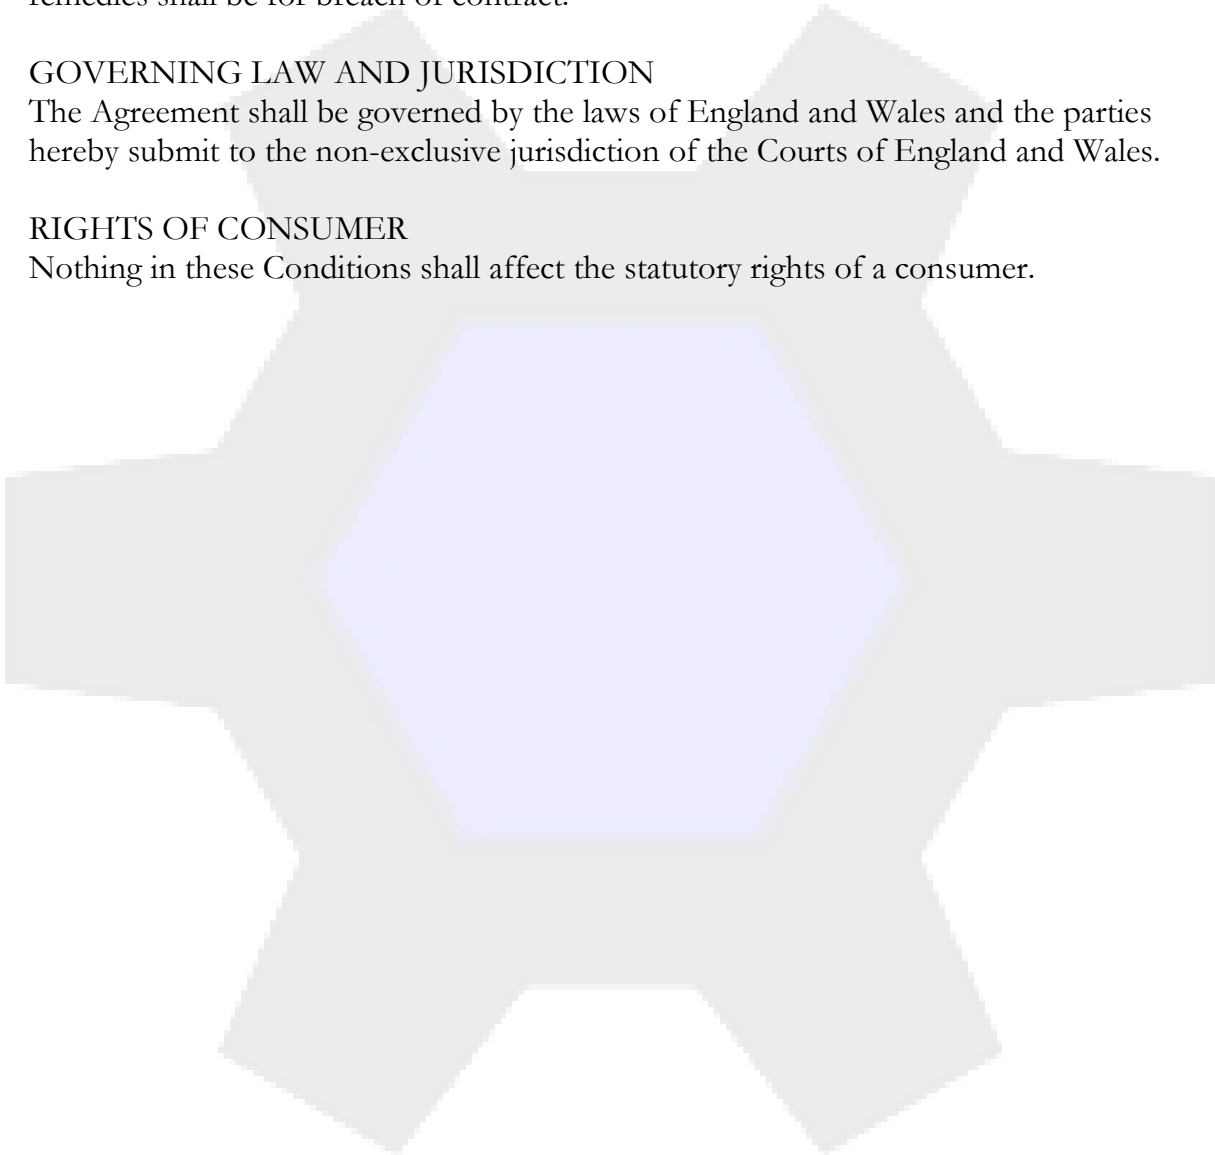 remedies shall be for breach of contract.
GOVERNING LAW AND JURISDICTION
The Agreement shall be governed by the laws of England and Wales and the parties
hereby submit to the non-exclusive jurisdiction of the Courts of England and Wales.
RIGHTS OF CONSUMER
Nothing in these Conditions shall affect the statutory rights of a consumer.